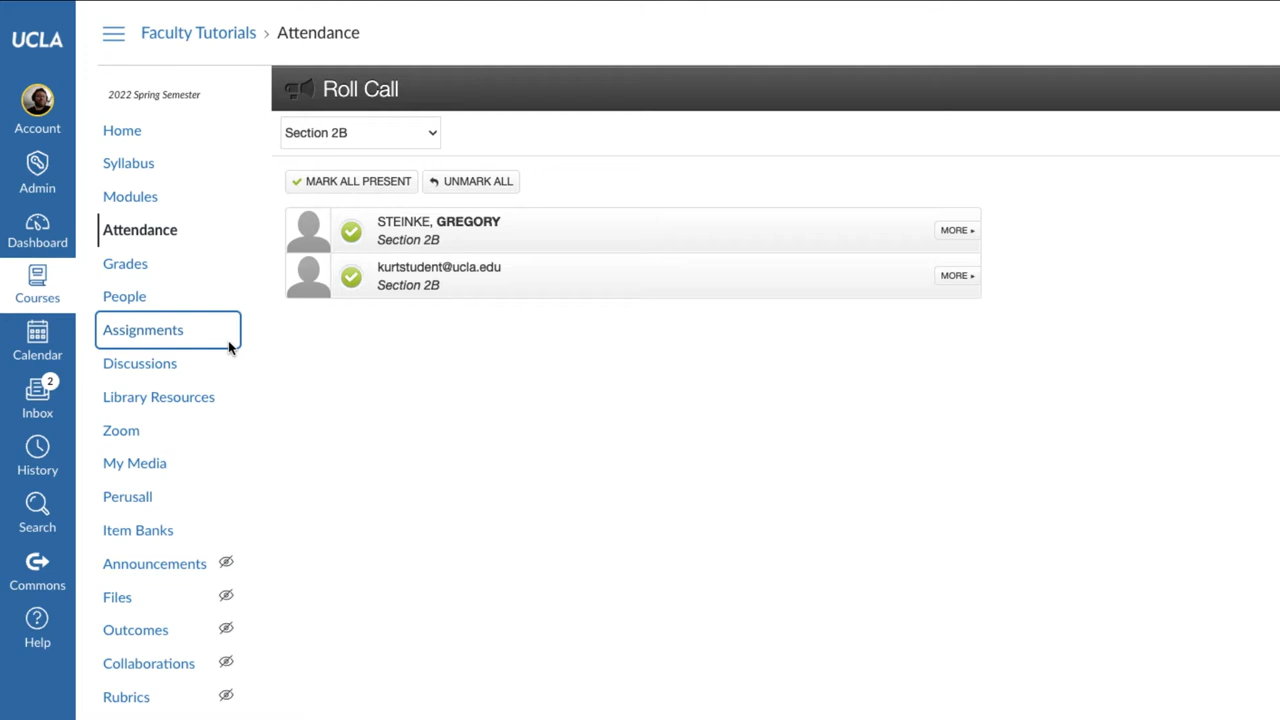 UCLA
Account
Admin
Dashboard
Courses
Calendar
2
Inbox
History
Search
Commons
Help
Faculty Tutorials › Attendance
2022 Spring Semester
Home
Syllabus
Modules
Attendance
Grades
People
Assignments
Discussions
Library Resources
Zoom
My Media
Perusall
Item Banks
Announcements
Files
Outcomes
Collaborations
Rubrics
Roll Call
Section 2B
MARK ALL PRESENT
UNMARK ALL
STEINKE, GREGORY
Section 2B
MORE ▸
kurtstudent@ucla.edu
Section 2B
MORE ▸